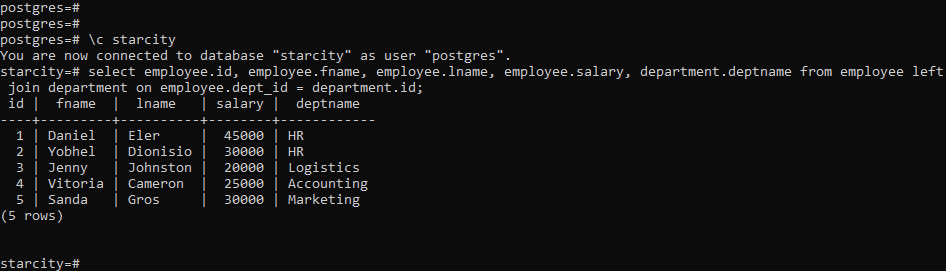 postgres=#
postgres=#
postgres=# \c starcity
You are now connected to database "starcity" as user "postgres".
starcity=# select employee.id, employee.fname, employee.lname, employee.salary, department.deptname from employee left
 join department on employee.dept_id = department.id;
 id |  fname  |  lname   | salary |  deptname
----+---------+----------+--------+------------
  1 | Daniel  | Eler     |  45000 | HR
  2 | Yobhel  | Dionisio |  30000 | HR
  3 | Jenny   | Johnston |  20000 | Logistics
  4 | Vitoria | Cameron  |  25000 | Accounting
  5 | Sanda   | Gros     |  30000 | Marketing
(5 rows)
starcity=#